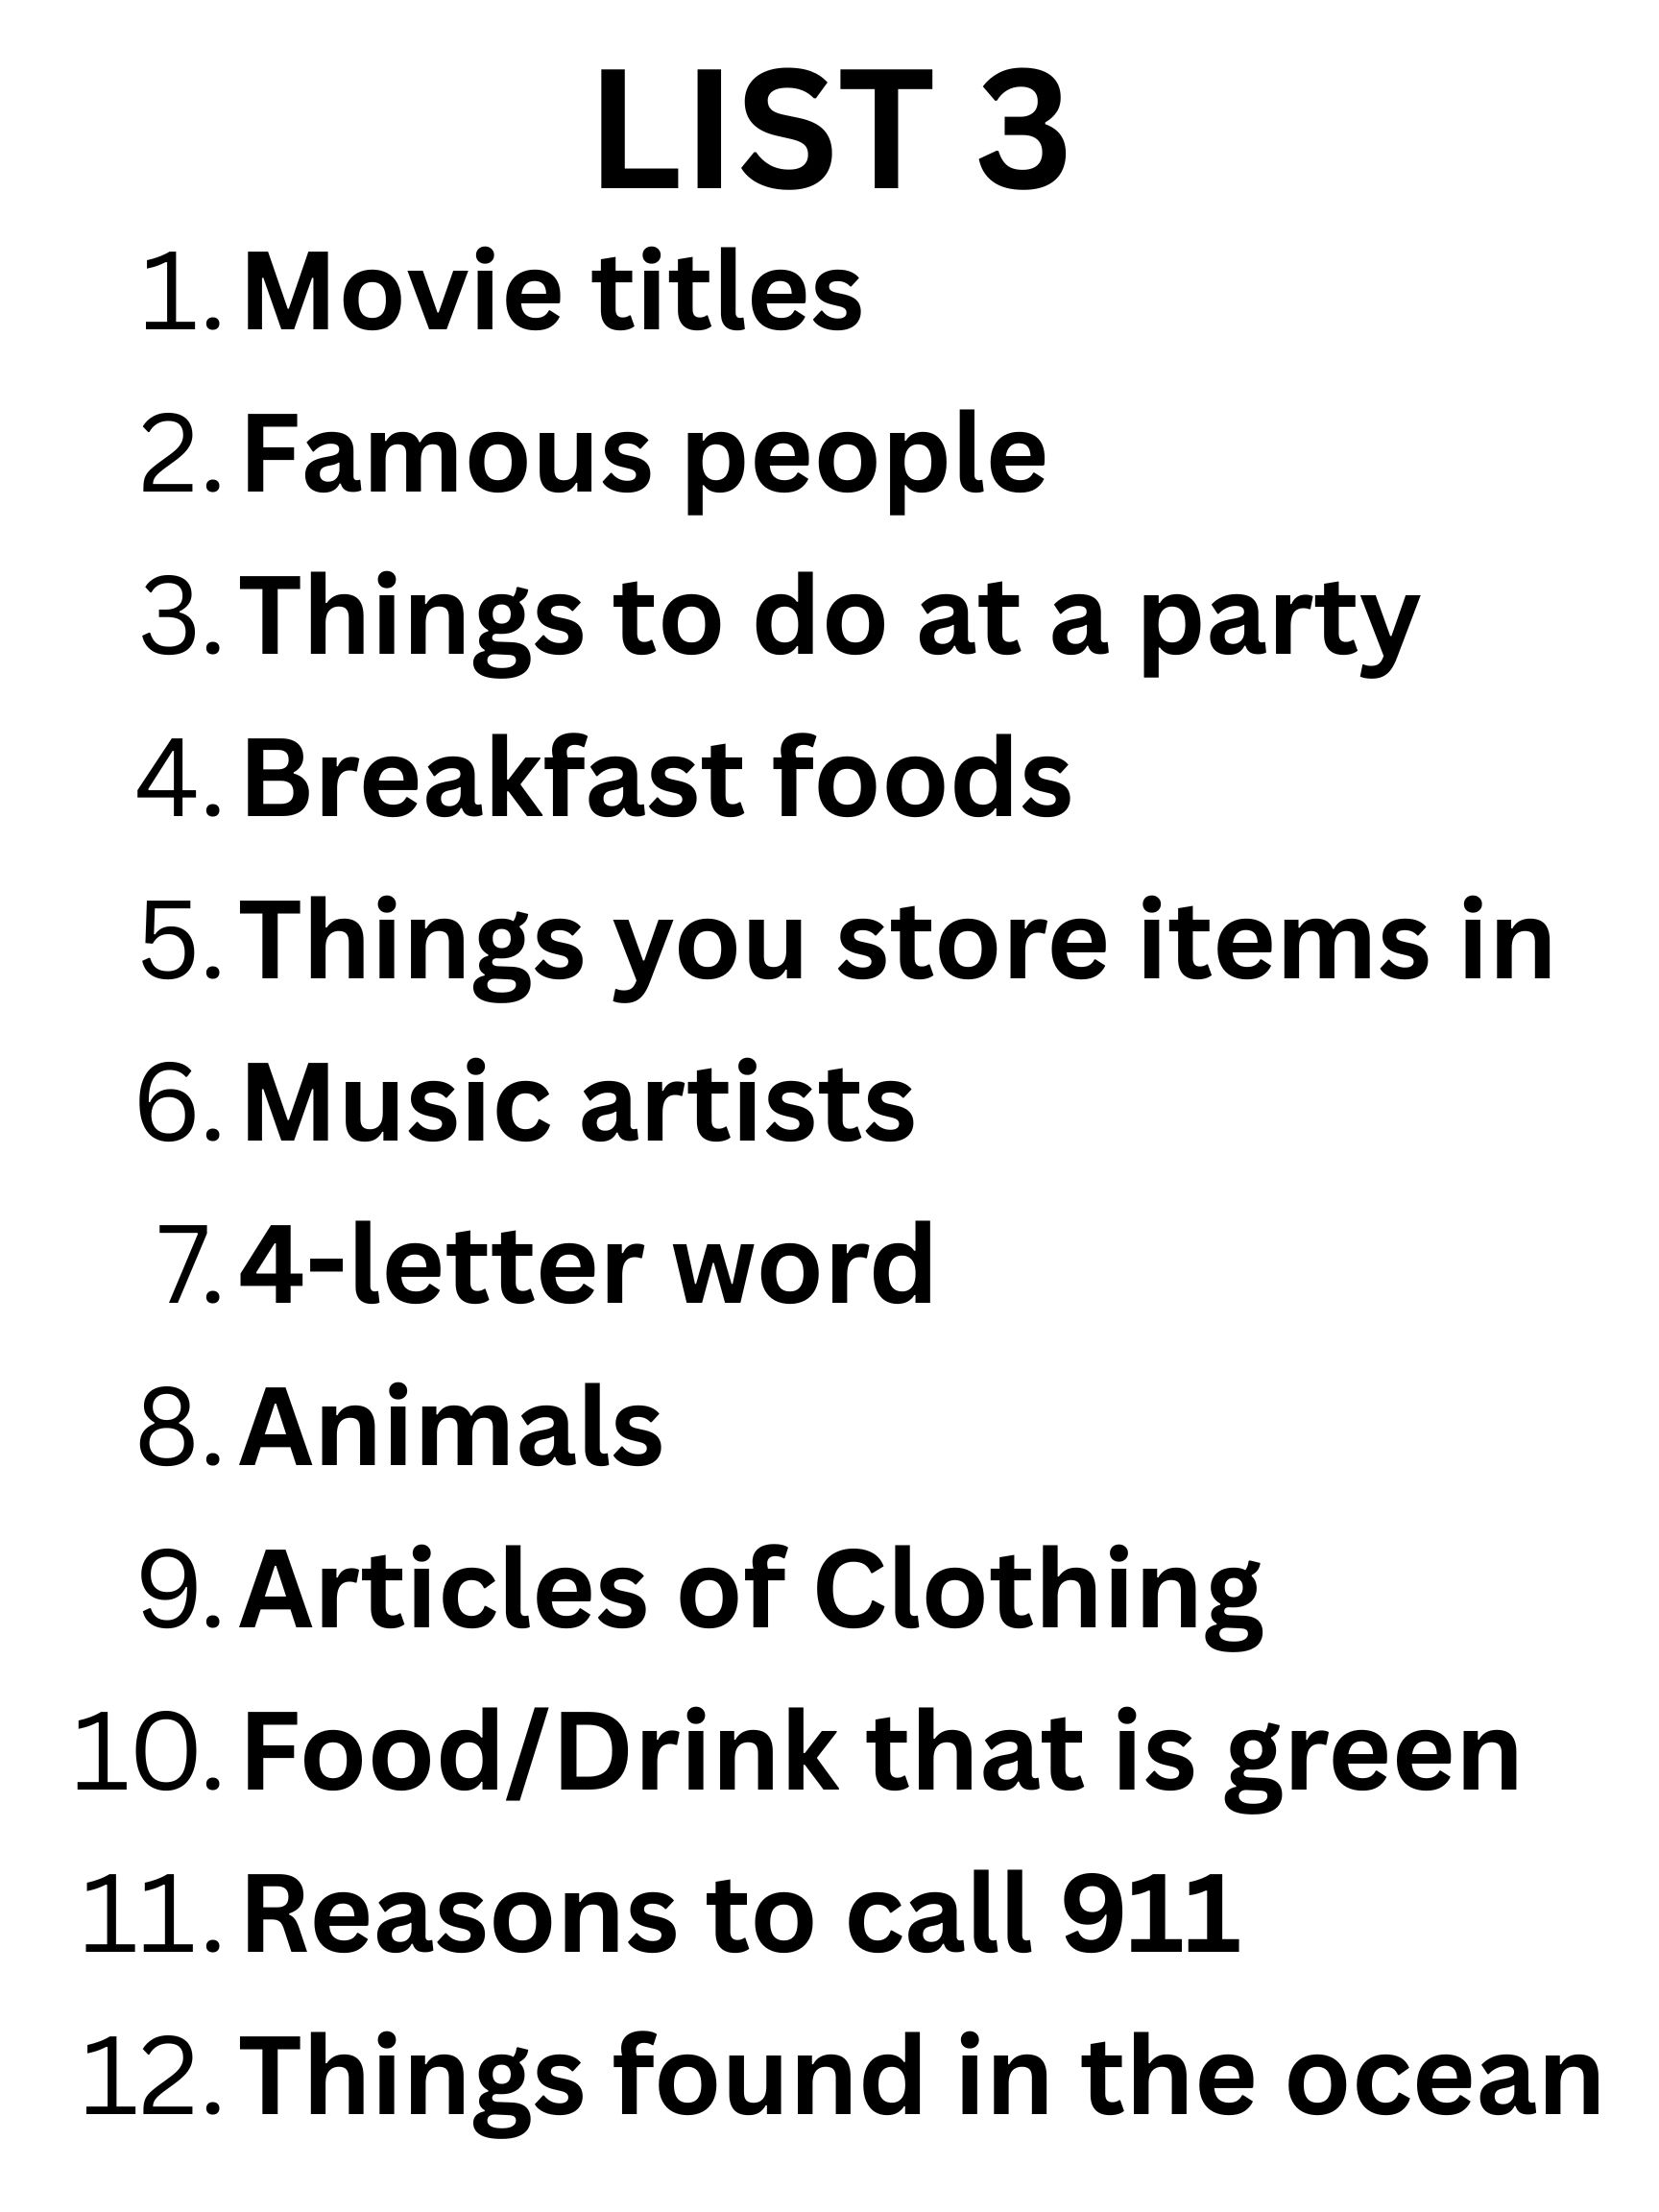 LIST 3
1. Movie titles
2. Famous people
3. Things to do at a party
4. Breakfast foods
5. Things you store items in
6. Music artists
7. 4-letter word
8. Animals
9. Articles of Clothing
10. Food/Drink that is green
11. Reasons to call 911
12. Things found in the ocean